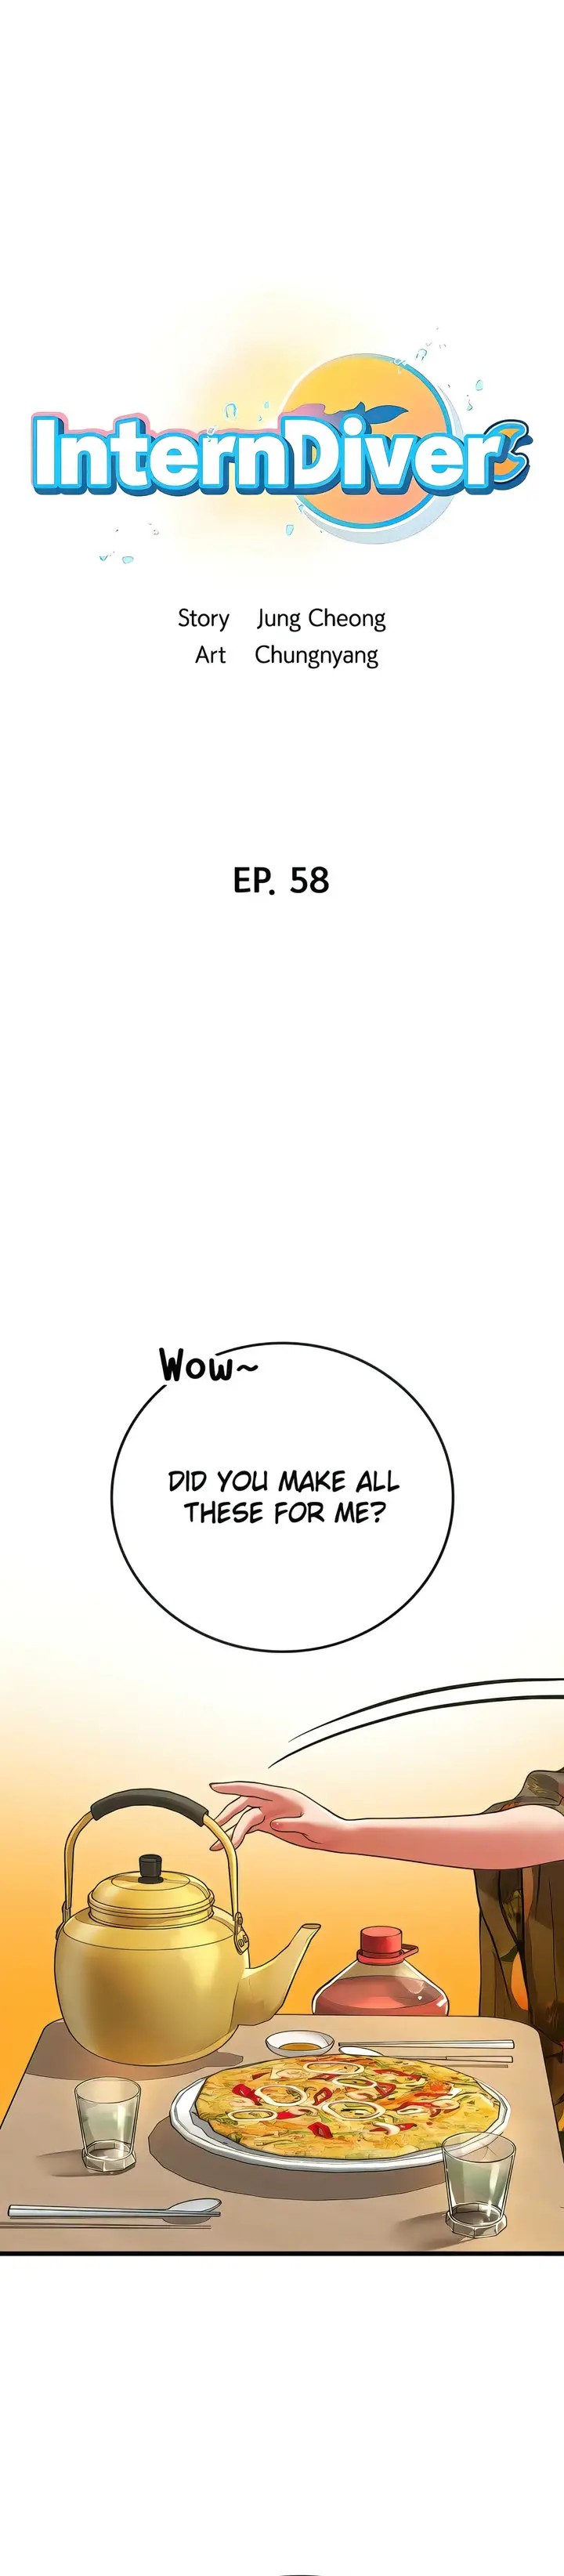 InternDiver
Story Jung Cheong
Art Chungnyang
EP. 58
Wow~
DID YOU MAKE ALL
THESE FOR ME?